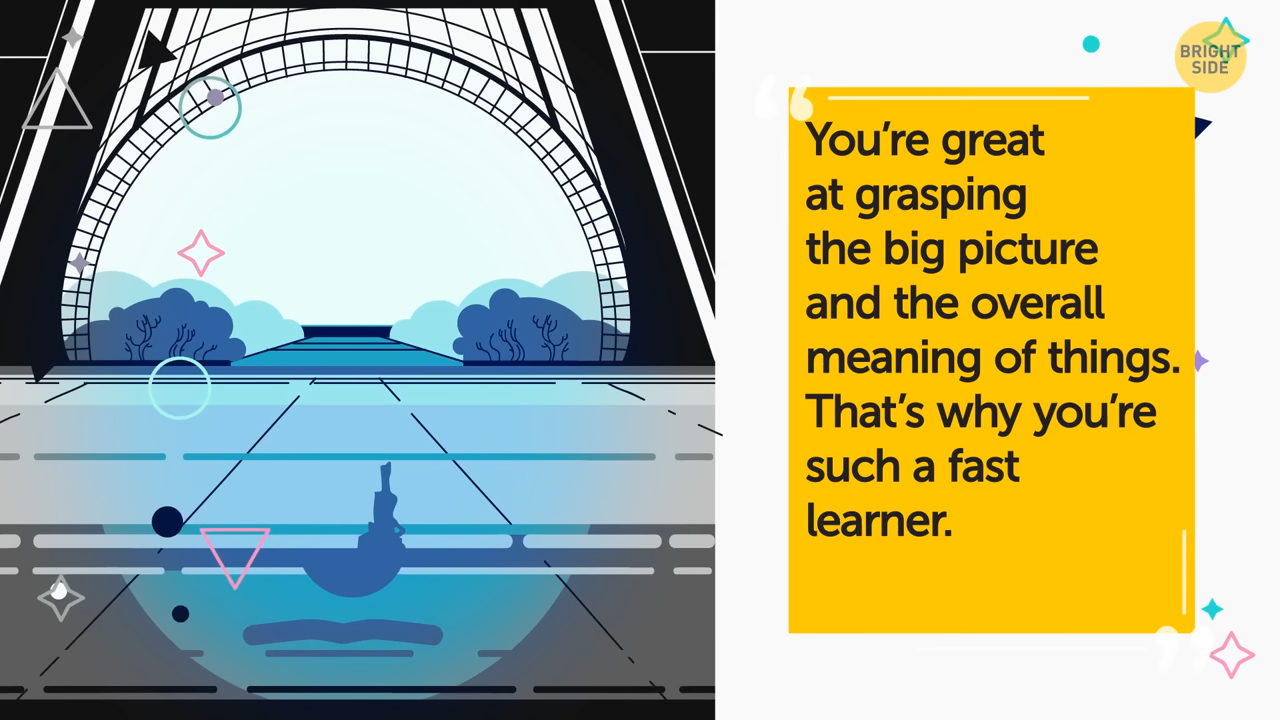 BRIGHT
SIDE
You’re great
at grasping
the big picture
and the overall
meaning of things.
That’s why you’re
such a fast
learner.